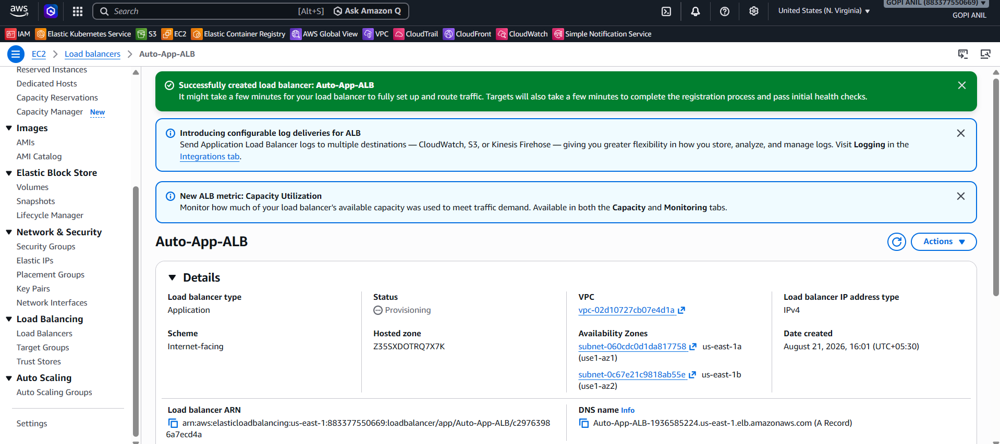 aws
Search [Alt+S] Ask Amazon Q
United States (N. Virginia)
GOPI ANIL (883377550669)
GOPI ANIL
IAM Elastic Kubernetes Service S3 EC2 Elastic Container Registry AWS Global View VPC CloudTrail CloudFront CloudWatch Simple Notification Service
EC2 Load balancers Auto-App-ALB
Reserved Instances
Dedicated Hosts
Capacity Reservations
Capacity Manager New
Images
AMIs
AMI Catalog
Elastic Block Store
Volumes
Snapshots
Lifecycle Manager
Network & Security
Security Groups
Elastic IPs
Placement Groups
Key Pairs
Network Interfaces
Load Balancing
Load Balancers
Target Groups
Trust Stores
Auto Scaling
Auto Scaling Groups
Settings
Successfully created load balancer: Auto-App-ALB
It might take a few minutes for your load balancer to fully set up and route traffic. Targets will also take a few minutes to complete the registration process and pass initial health checks.
Introducing configurable log deliveries for ALB
Send Application Load Balancer logs to multiple destinations — CloudWatch, S3, or Kinesis Firehose — giving you greater flexibility in how you store, analyze, and manage logs. Visit Logging in the
Integrations tab.
New ALB metric: Capacity Utilization
Monitor how much of your load balancer's available capacity was used to meet traffic demand. Available in both the Capacity and Monitoring tabs.
Auto-App-ALB
Actions
Details
Load balancer type
Application
Status
Provisioning
VPC
vpc-02d10727cb07e4d1a
Load balancer IP address type
IPv4
Scheme
Internet-facing
Hosted zone
Z35SXDOTRQ7X7K
Availability Zones
subnet-060cdc0d1da817758 us-east-1a
(use1-az1)
subnet-0c67e21c9818ab55e us-east-1b
(use1-az2)
Date created
August 21, 2026, 16:01 (UTC+05:30)
Load balancer ARN
arn:aws:elasticloadbalancing:us-east-1:883377550669:loadbalancer/app/Auto-App-ALB/c2976398
6a7ecd4a
DNS name Info
Auto-App-ALB-1936585224.us-east-1.elb.amazonaws.com (A Record)